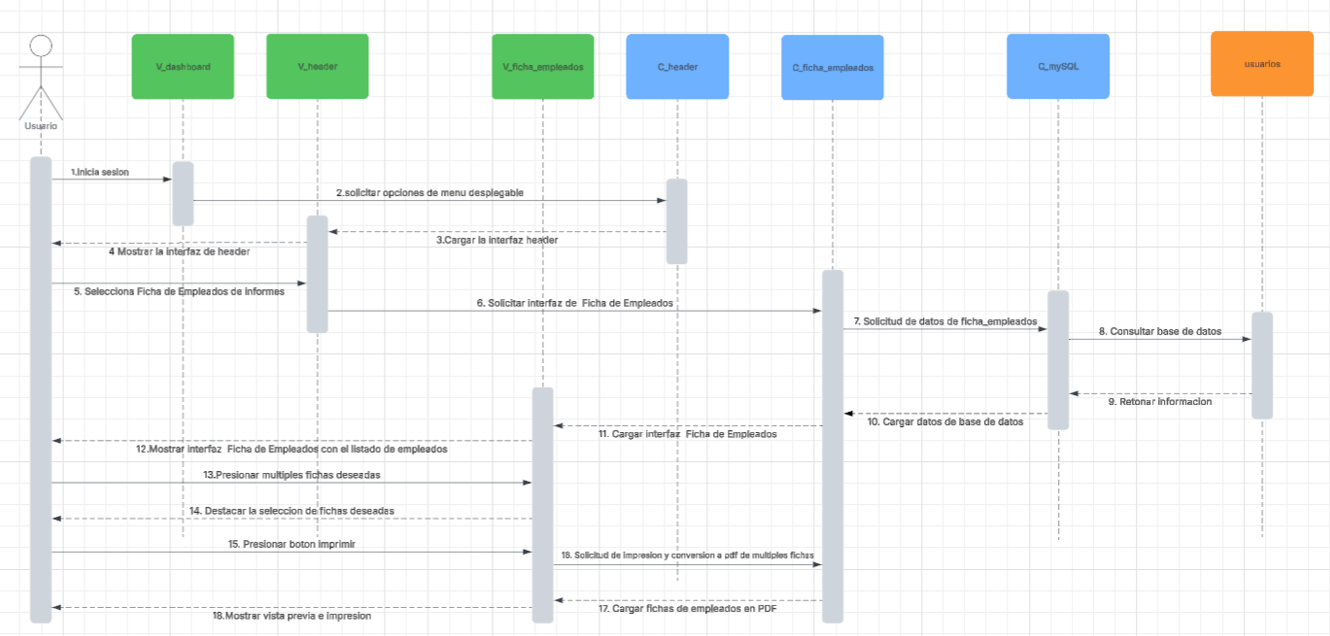 V_dashboard
V_header
V_ficha_empleados
C_header
C_ficha_empleados
C_mySQL
usuarios
Usuario
1.Inicia sesion
2.solicitar opciones de menu desplegable
3.Cargar la interfaz header
4 Mostrar la interfaz de header
5. Selecciona Ficha de Empleados de informes
6. Solicitar interfaz de Ficha de Empleados
7. Solicitud de datos de ficha_empleados
8. Consultar base de datos
9. Retonar informacion
10. Cargar datos de base de datos
11. Cargar interfaz Ficha de Empleados
12.Mostrar interfaz Ficha de Empleados con el listado de empleados
13.Presionar multiples fichas deseadas
14. Destacar la seleccion de fichas deseadas
15. Presionar boton imprimir
16. Solicitud de impresion y conversion a pdf de multiples fichas
17. Cargar fichas de empleados en PDF
18.Mostrar vista previa e impresion